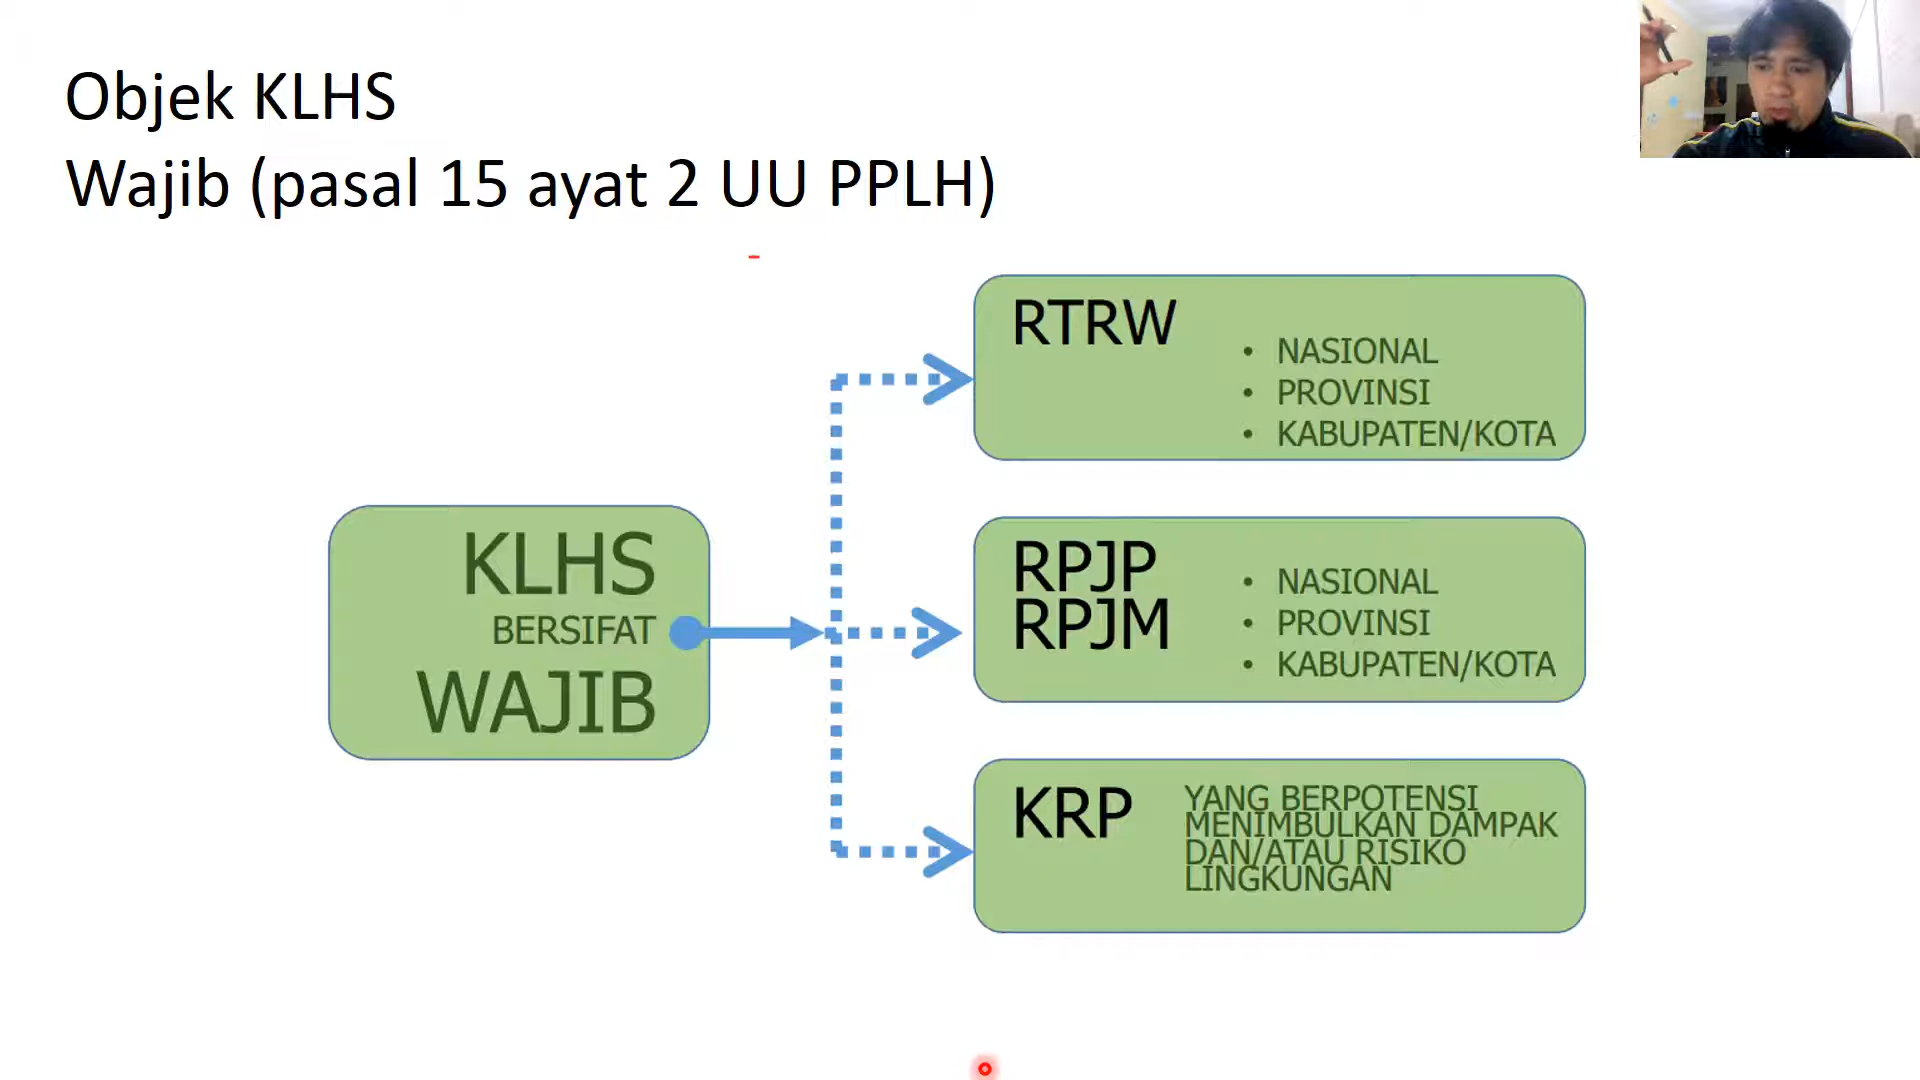 Objek KLHS
Wajib (pasal 15 ayat 2 UU PPLH)
KLHS
BERSIFAT
WAJIB
RTRW
• NASIONAL
• PROVINSI
• KABUPATEN/KOTA
RPJP
RPJM
• NASIONAL
• PROVINSI
• KABUPATEN/KOTA
KRP
YANG BERPOTENSI
MENIMBULKAN DAMPAK
DAN/ATAU RISIKO
LINGKUNGAN